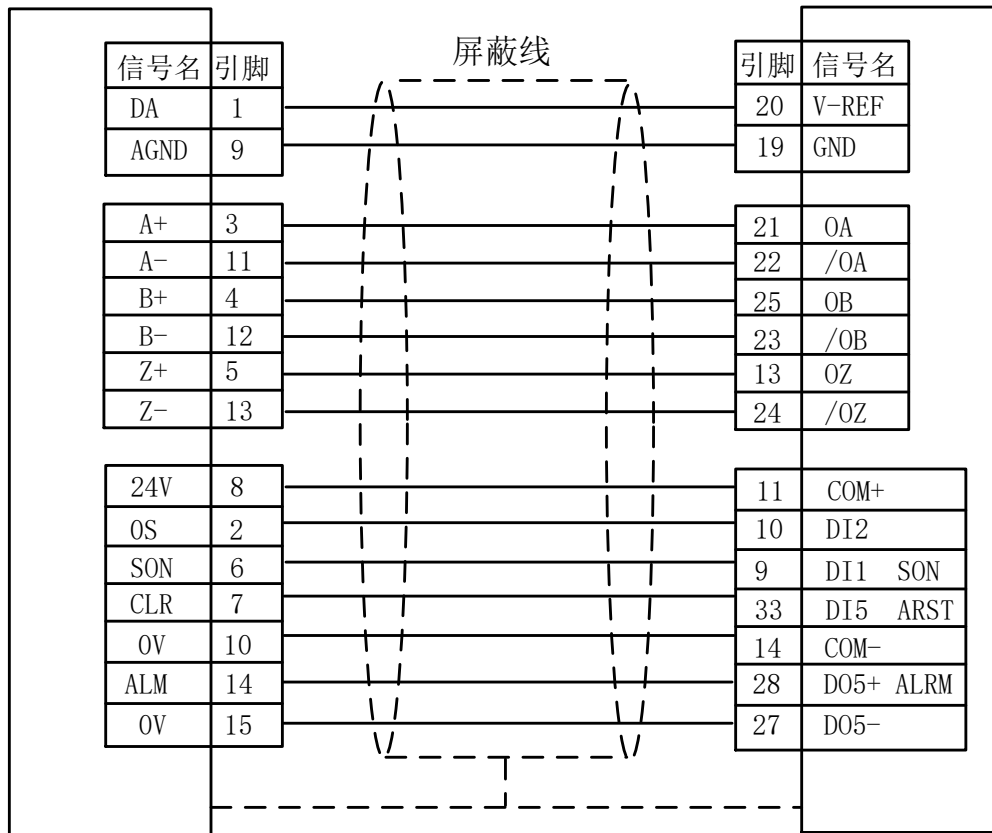 屏蔽线
信号名 引脚 引脚 信号名
DA 1 20 V-REF
AGND 9 19 GND
A+ 3 21 OA
A- 11 22 /OA
B+ 4 25 OB
B- 12 23 /OB
Z+ 5 13 OZ
Z- 13 24 /OZ
24V 8 11 COM+
OS 2 10 DI2
SON 6 9 DI1 SON
CLR 7 33 DI5 ARST
0V 10 14 COM-
ALM 14 28 DO5+ ALRM
0V 15 27 DO5-